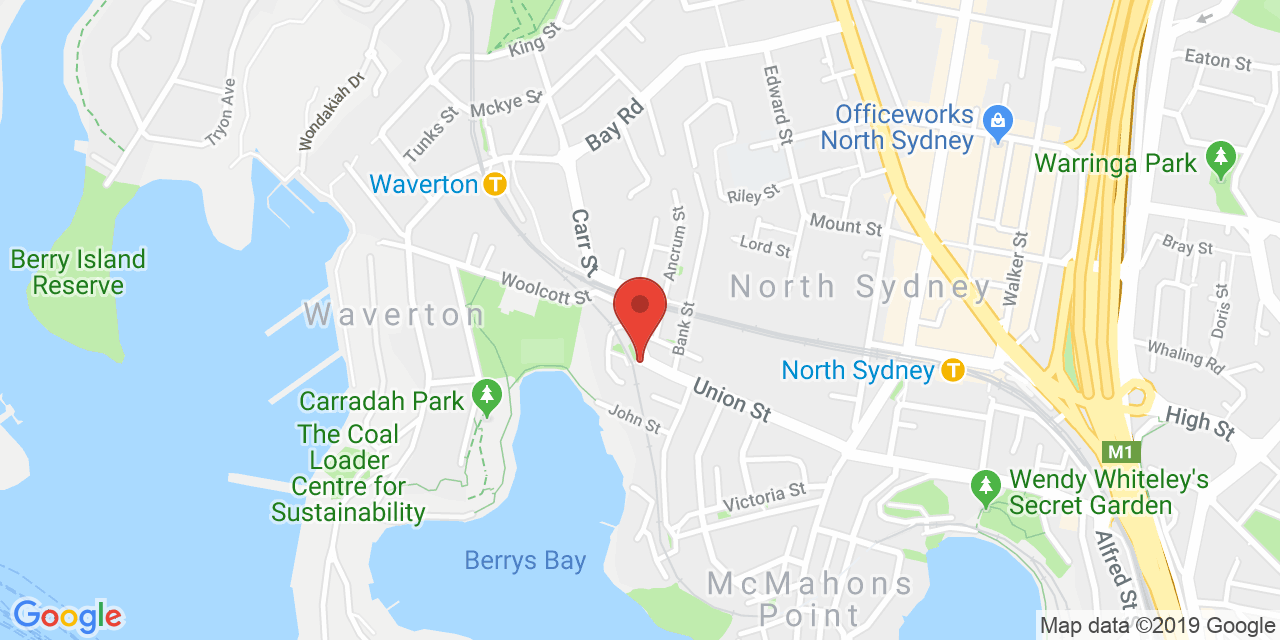 King St
Eaton St
Tryon Ave
Wondakiah Dr
Mckye St
Tunks St
Bay Rd
Edward St
Officeworks
North Sydney
Warringa Park
Waverton
Riley St
Ancrum St
Mount St
Carr St
Lord St
Bray St
Walker St
Berry Island
Reserve
Woolcott St
North Sydney
Doris St
Waverton
Bank St
Whaling Rd
North Sydney
Union St
Carradah Park
John St
High St
The Coal
Loader
Centre for
Sustainability
M1
Wendy Whiteley's
Secret Garden
Victoria St
Berrys Bay
Alfred St
McMahons
Point
Google
Map data ©2019 Google